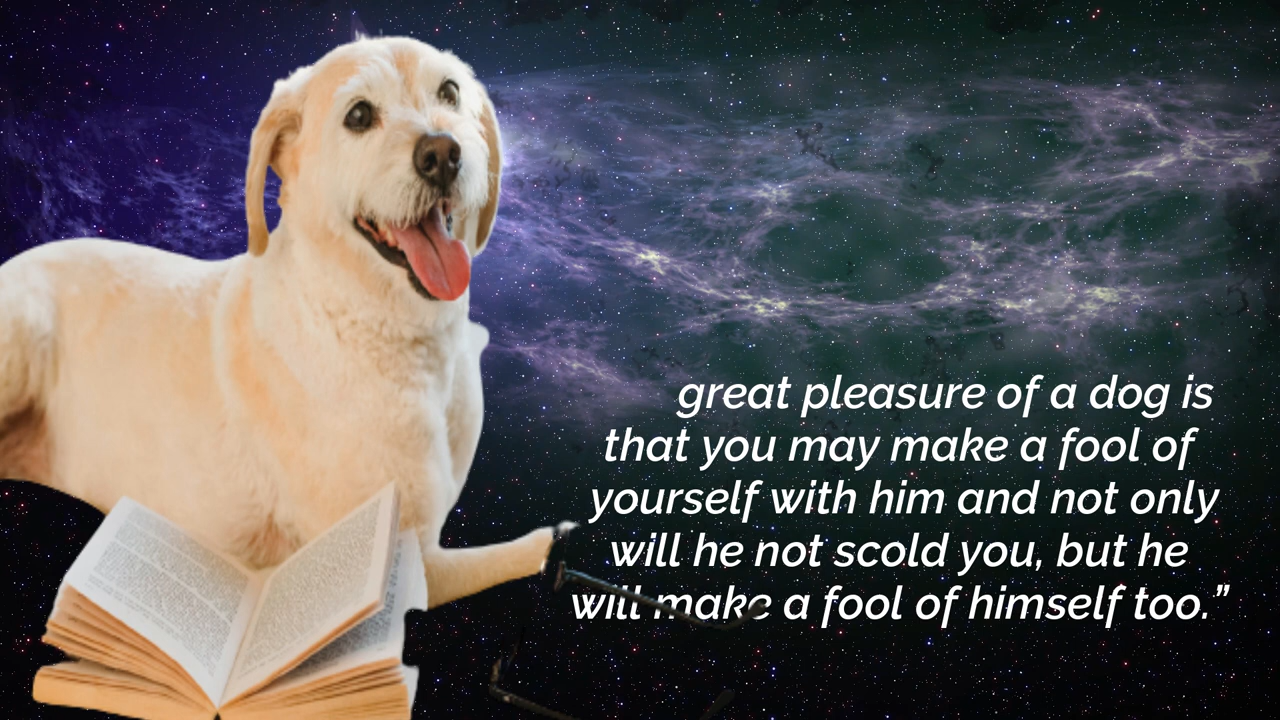 great pleasure of a dog is
that you may make a fool of
yourself with him and not only
will he not scold you, but he
will make a fool of himself too.”